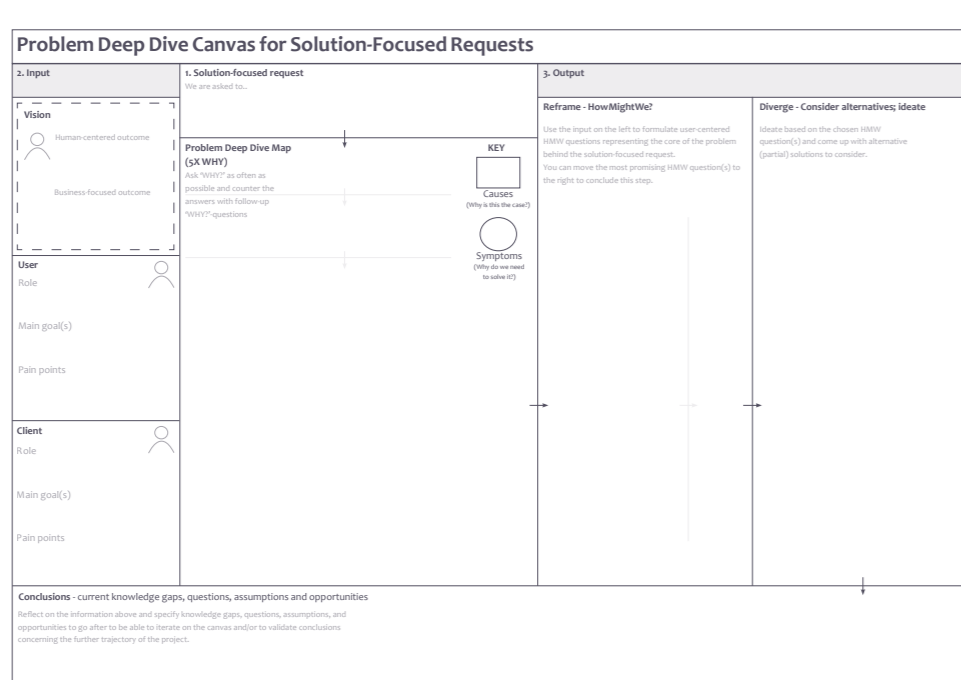 Problem Deep Dive Canvas for Solution-Focused Requests
2. Input
Vision
Human-centered outcome
Business-focused outcome
User
Role
Main goal(s)
Pain points
Client
Role
Main goal(s)
Pain points
1. Solution-focused request
We are asked to...
Problem Deep Dive Map
(5X WHY)
Ask 'WHY?' as often as
possible and counter the
answers with follow-up
'WHY?'-questions
KEY
Causes
(Why is this the case?)
Symptoms
(Why do we need
to solve it?)
3. Output
Reframe - HowMightWe?
Use the input on the left to formulate user-centered
HMW questions representing the core of the problem
behind the solution-focused request.
You can move the most promising HMW question(s) to
the right to conclude this step.
Diverge - Consider alternatives; ideate
Ideate based on the chosen HMW
question(s) and come up with alternative
(partial) solutions to consider.
Conclusions - current knowledge gaps, questions, assumptions and opportunities
Reflect on the information above and specify knowledge gaps, questions, assumptions, and
opportunities to go after to be able to iterate on the canvas and/or to validate conclusions
concerning the further trajectory of the project.